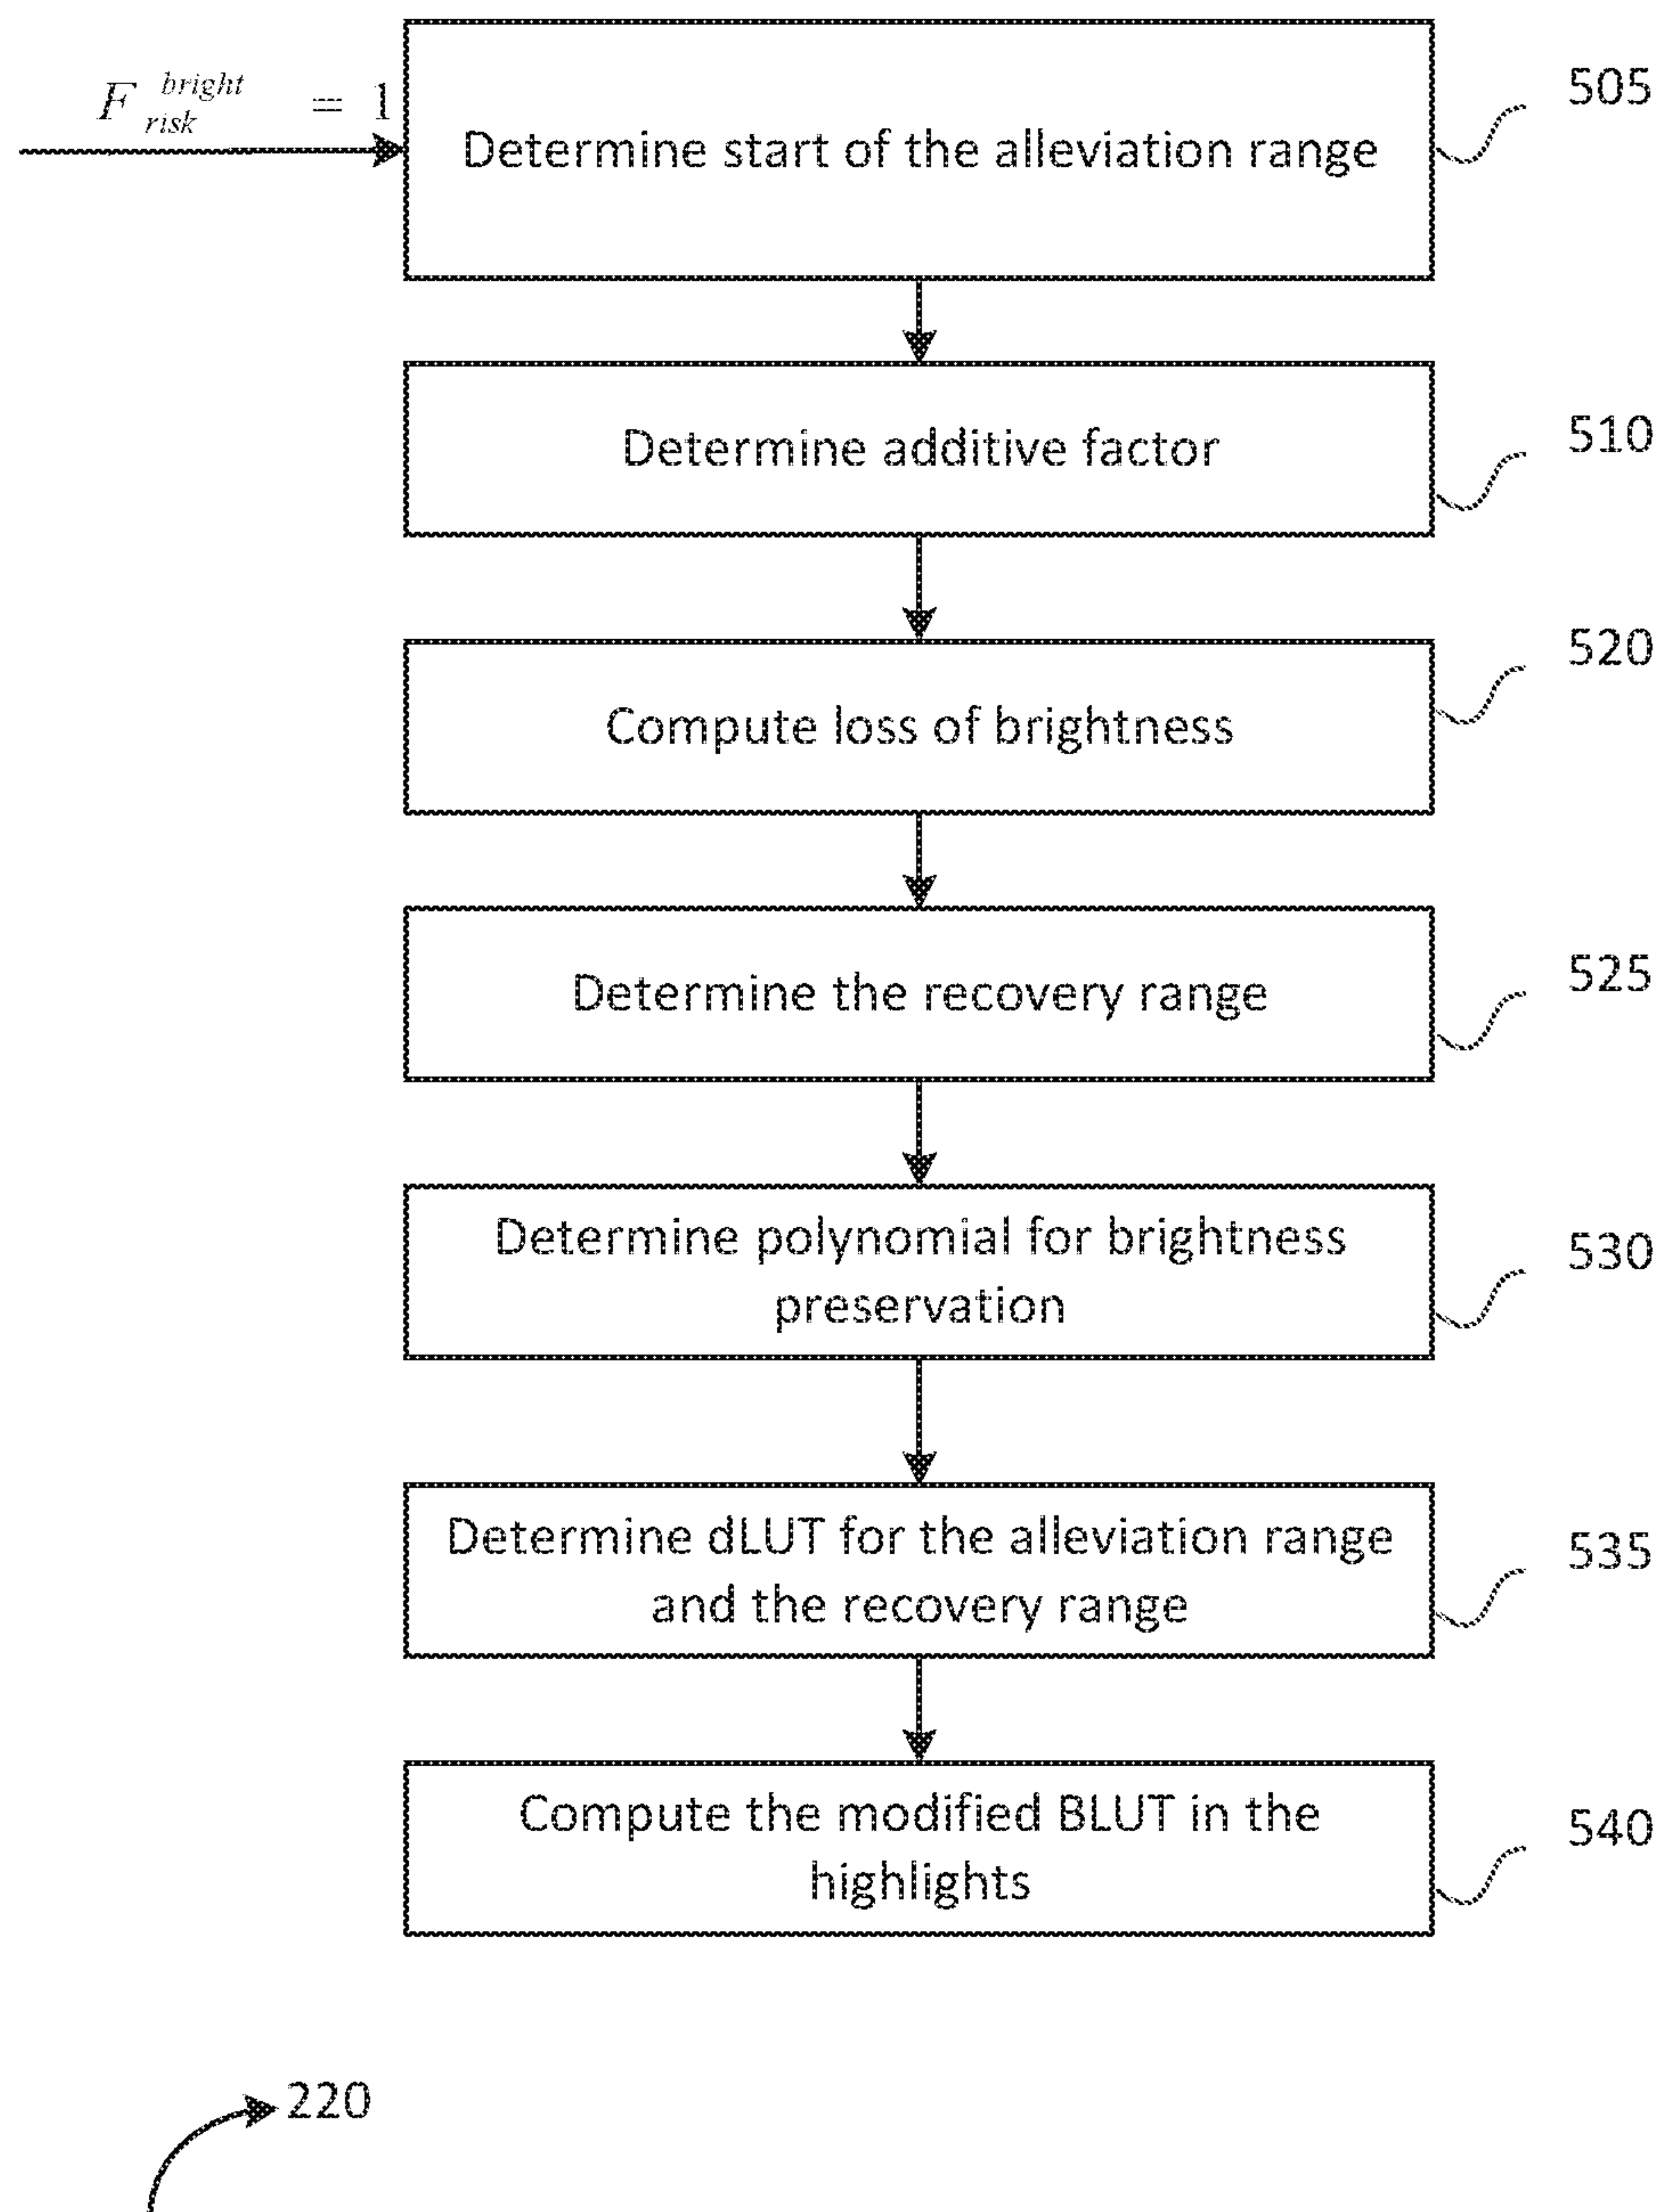 F bright risk = 1
Determine start of the alleviation range
505
Determine additive factor
510
Compute loss of brightness
520
Determine the recovery range
525
Determine polynomial for brightness
preservation
530
Determine dLUT for the alleviation range
and the recovery range
535
Compute the modified BLUT in the
highlights
540
220